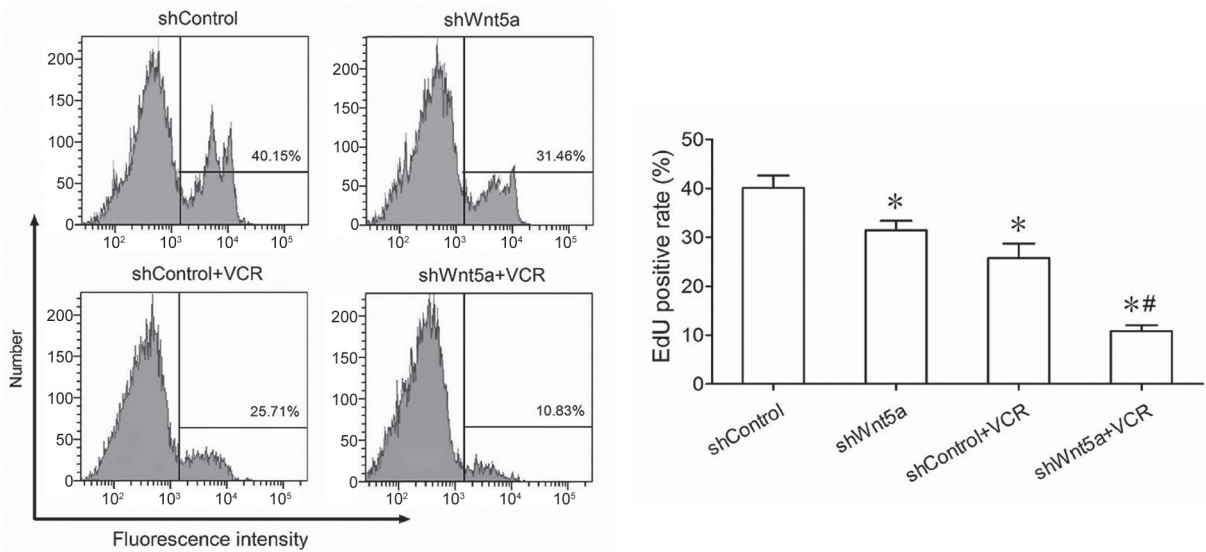 shControl
shWnt5a
200
150
100
50
0
40.15%
10² 10³ 10⁴ 10⁵
200
150
100
50
0
31.46%
10² 10³ 10⁴ 10⁵
shControl+VCR
shWnt5a+VCR
200
150
100
50
0
25.71%
10² 10³ 10⁴ 10⁵
200
150
100
50
0
10.83%
10² 10³ 10⁴ 10⁵
Number
Fluorescence intensity
EdU positive rate (%)
50
40
30
20
10
0
*
*
*#
shControl
shWnt5a
shControl+VCR
shWnt5a+VCR